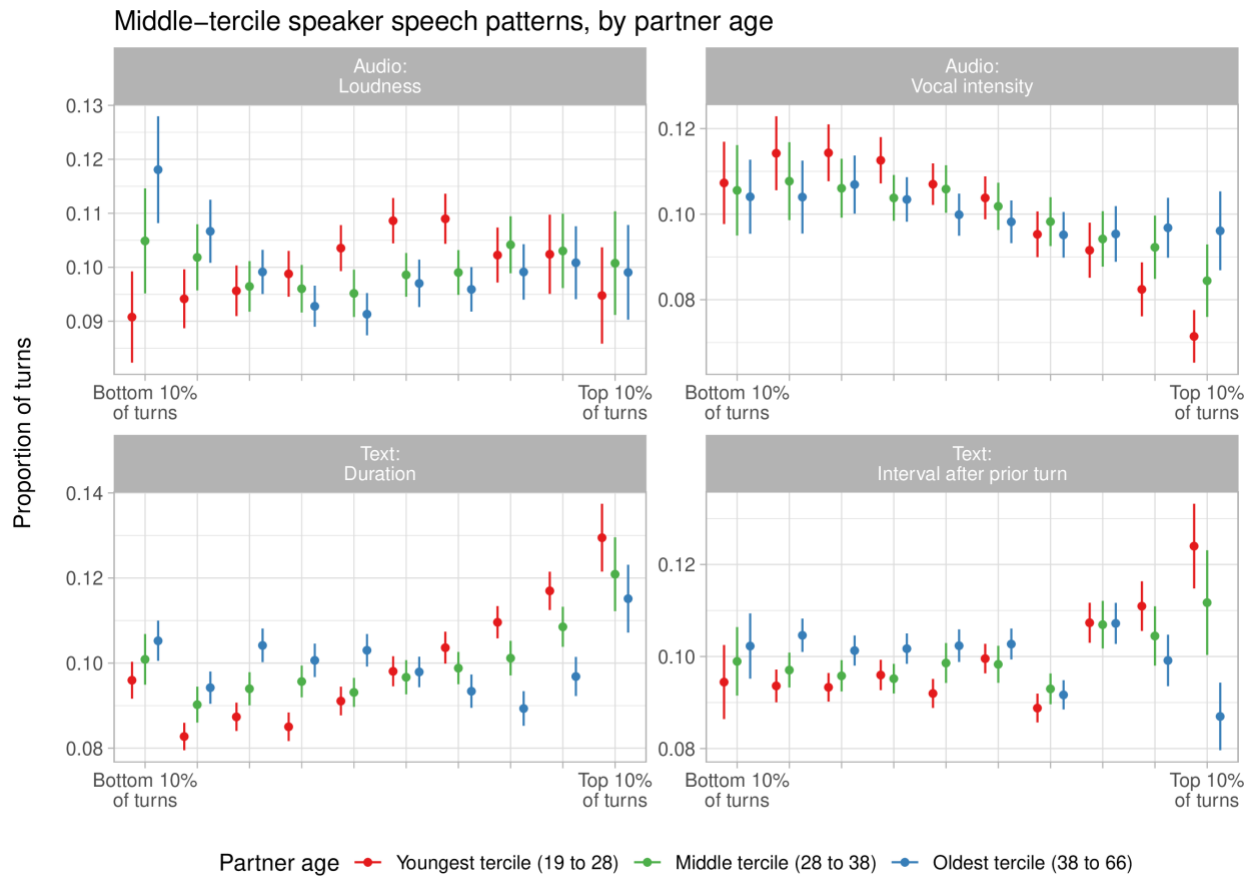 Middle−tercile speaker speech patterns, by partner age
Audio:
Loudness
Audio:
Vocal intensity
0.13
0.12
0.11
0.10
0.09
0.12
0.10
0.08
Bottom 10%
of turns
Top 10%
of turns
Bottom 10%
of turns
Top 10%
of turns
Proportion of turns
Text:
Duration
Text:
Interval after prior turn
0.14
0.12
0.10
0.08
0.12
0.10
0.08
Bottom 10%
of turns
Top 10%
of turns
Bottom 10%
of turns
Top 10%
of turns
Partner age Youngest tercile (19 to 28) Middle tercile (28 to 38) Oldest tercile (38 to 66)